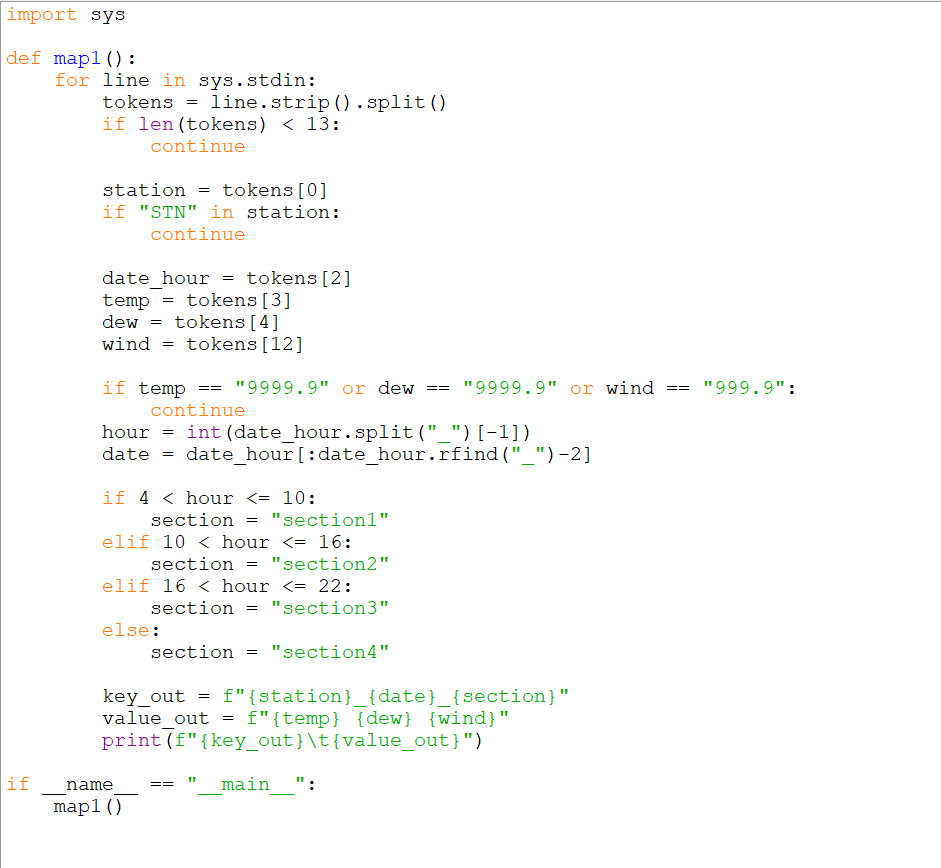 import sys

def map1():
    for line in sys.stdin:
        tokens = line.strip().split()
        if len(tokens) < 13:
            continue

        station = tokens[0]
        if "STN" in station:
            continue

        date_hour = tokens[2]
        temp = tokens[3]
        dew = tokens[4]
        wind = tokens[12]

        if temp == "9999.9" or dew == "9999.9" or wind == "999.9":
            continue
        hour = int(date_hour.split("_")[-1])
        date = date_hour[:date_hour.rfind("_")-2]

        if 4 < hour <= 10:
            section = "section1"
        elif 10 < hour <= 16:
            section = "section2"
        elif 16 < hour <= 22:
            section = "section3"
        else:
            section = "section4"

        key_out = f"{station}_{date}_{section}"
        value_out = f"{temp} {dew} {wind}"
        print(f"{key_out}\t{value_out}")

if __name__ == "__main__":
    map1()